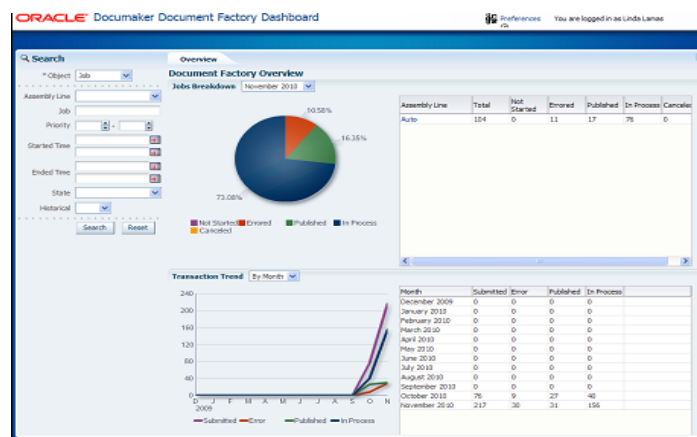 ORACLE Documaker Document Factory Dashboard
Preferences You are logged in as Linda Lamas
Search
* Object Job
Assembly Line
Job
Priority -
Started Time
Ended Time
State
Historical
Search Reset
Overview
Document Factory Overview
Jobs Breakdown November 2010
10.58%
16.35%
73.08%
Not Started Errored Published In Process
Canceled
Assembly Line Total Not Started Errored Published In Process Cancele
Auto 104 0 11 17 76 0
Transaction Trend By Month
240
200
160
120
80
40
0
D J F M A M J J A S O N
2009
Submitted Error Published In Process
Month Submitted Error Published In Process
December 2009 0 0 0 0
January 2010 0 0 0 0
February 2010 0 0 0 0
March 2010 0 0 0 0
April 2010 0 0 0 0
May 2010 0 0 0 0
June 2010 0 0 0 0
July 2010 0 0 0 0
August 2010 0 0 0 0
September 2010 0 0 0 0
October 2010 76 9 27 40
November 2010 217 30 31 156